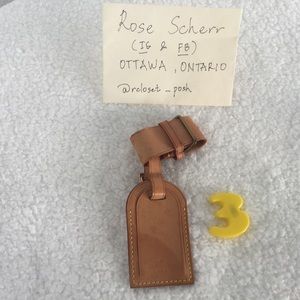 Rose Scherr
(IG & FB)
OTTAWA, ONTARIO
@rcloset_posh
3